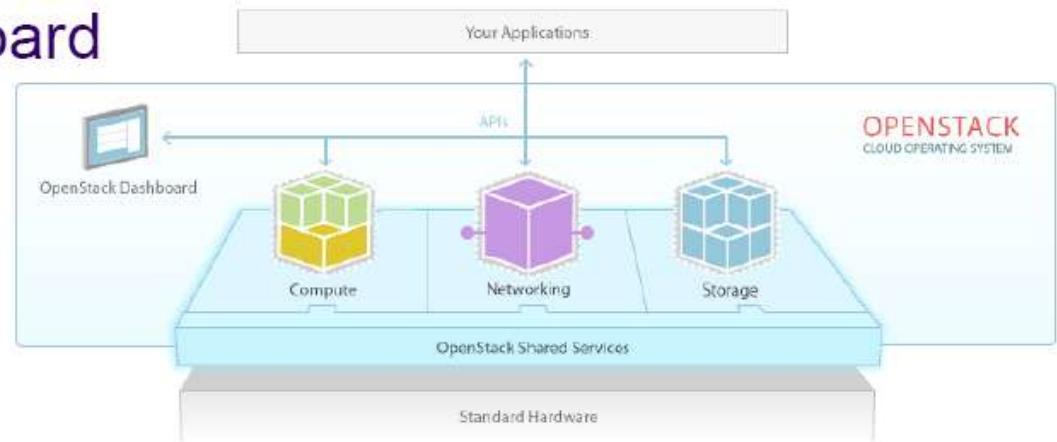 oard
Your Applications
APIs
OPENSTACK
CLOUD OPERATING SYSTEM
OpenStack Dashboard
Compute
Networking
Storage
OpenStack Shared Services
Standard Hardware